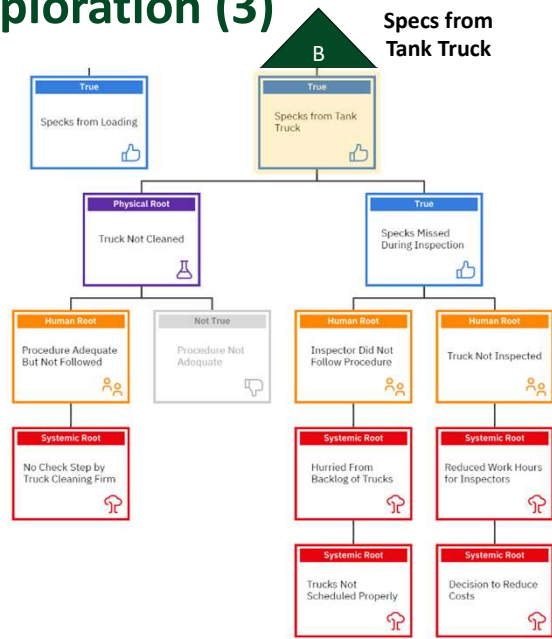 ploration (3)
Specs from
Tank Truck
B
True
Specks from Loading
True
Specks from Tank
Truck
Physical Root
Truck Not Cleaned
True
Specks Missed
During Inspection
Human Root
Procedure Adequate
But Not Followed
Not True
Procedure Not
Adequate
Human Root
Inspector Did Not
Follow Procedure
Human Root
Truck Not Inspected
Systemic Root
No Check Step by
Truck Cleaning Firm
Systemic Root
Hurried From
Backlog of Trucks
Systemic Root
Reduced Work Hours
for Inspectors
Systemic Root
Trucks Not
Scheduled Properly
Systemic Root
Decision to Reduce
Costs